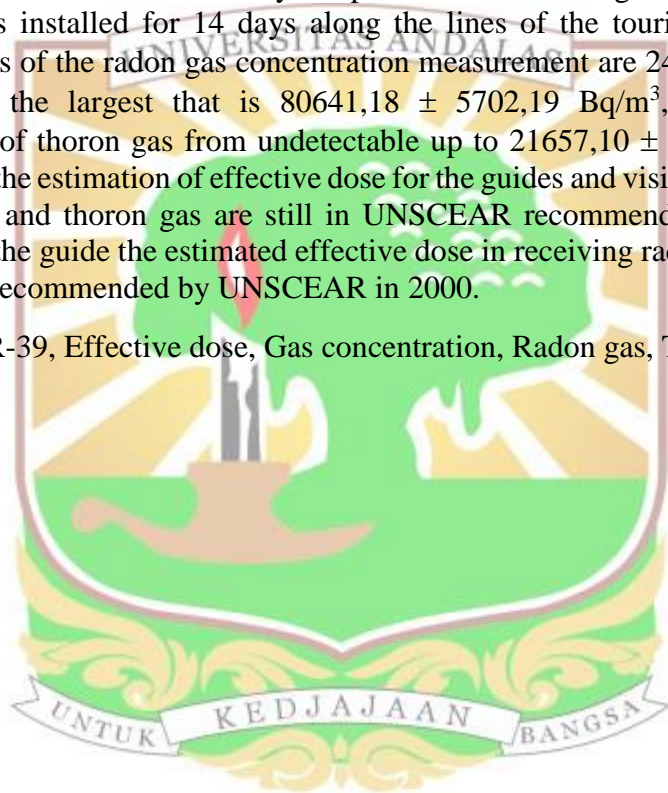 s installed for 14 days along the lines of the touri
s of the radon gas concentration measurement are 24
the largest that is 80641,18 ± 5702,19 Bq/m³,
of thoron gas from undetectable up to 21657,10 ±
the estimation of effective dose for the guides and visi
and thoron gas are still in UNSCEAR recommend
the guide the estimated effective dose in receiving rad
recommended by UNSCEAR in 2000.
R-39, Effective dose, Gas concentration, Radon gas, T
UNIVERSITAS ANDALAS
UNTUK KEDJAJAAN BANGSA